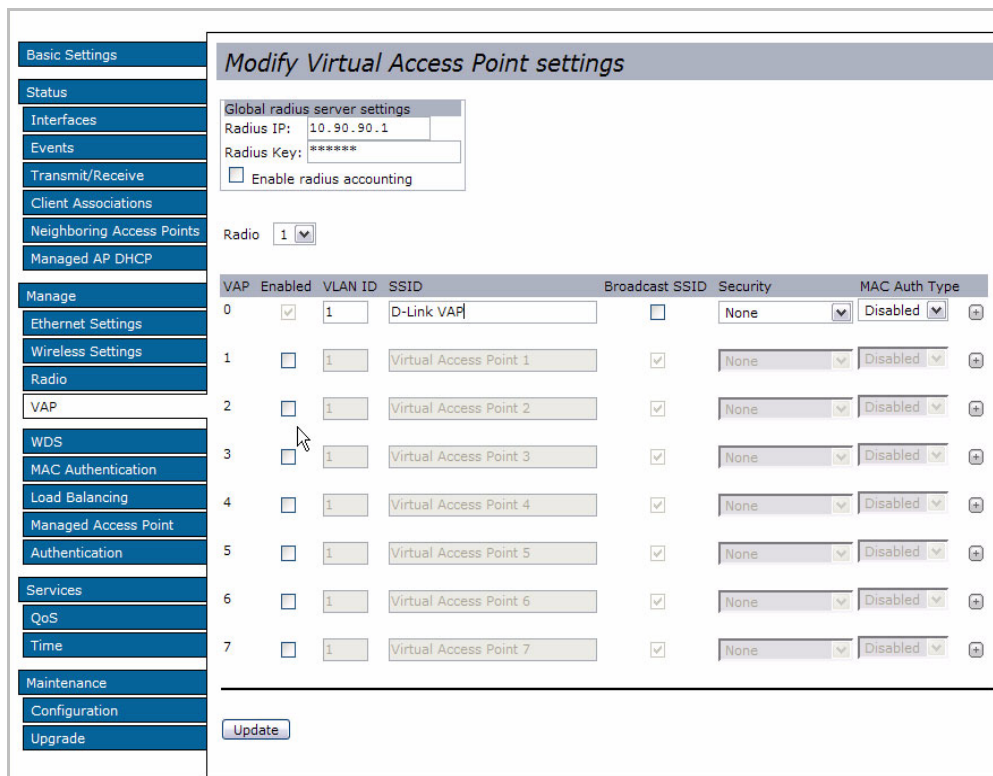 Basic Settings
Status
Interfaces
Events
Transmit/Receive
Client Associations
Neighboring Access Points
Managed AP DHCP
Manage
Ethernet Settings
Wireless Settings
Radio
VAP
WDS
MAC Authentication
Load Balancing
Managed Access Point
Authentication
Services
QoS
Time
Maintenance
Configuration
Upgrade
Modify Virtual Access Point settings
Global radius server settings
Radius IP: 10.90.90.1
Radius Key: ******
Enable radius accounting
Radio 1
VAP Enabled VLAN ID SSID Broadcast SSID Security MAC Auth Type
0 1 D-Link VAP None Disabled +
1 1 Virtual Access Point 1 None Disabled +
2 1 Virtual Access Point 2 None Disabled +
3 1 Virtual Access Point 3 None Disabled +
4 1 Virtual Access Point 4 None Disabled +
5 1 Virtual Access Point 5 None Disabled +
6 1 Virtual Access Point 6 None Disabled +
7 1 Virtual Access Point 7 None Disabled +
Update